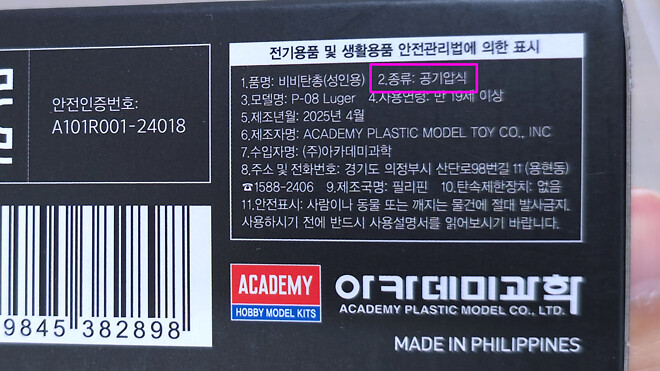 전기용품 및 생활용품 안전관리법에 의한 표시
1.품명: 비비탄총(성인용) 2.종류: 공기압식
3.모델명: P-08 Luger 4.사용연령: 만 19세 이상
5.제조년월: 2025년 4월
6.제조자명: ACADEMY PLASTIC MODEL TOY CO., INC
7.수입자명: (주)아카데미과학
8.주소 및 전화번호: 경기도 의정부시 산단로98번길 11 (용현동)
☎1588-2406 9.제조국명: 필리핀 10.탄속제한장치: 없음
11.안전표시: 사람이나 동물 또는 깨지는 물건에 절대 발사금지.
사용하시기 전에 반드시 사용설명서를 읽어보시기 바랍니다.
안전인증번호:
A101R001-24018
9845 382898
ACADEMY
HOBBY MODEL KITS
아카데미과학
ACADEMY PLASTIC MODEL CO., LTD.
MADE IN PHILIPPINES